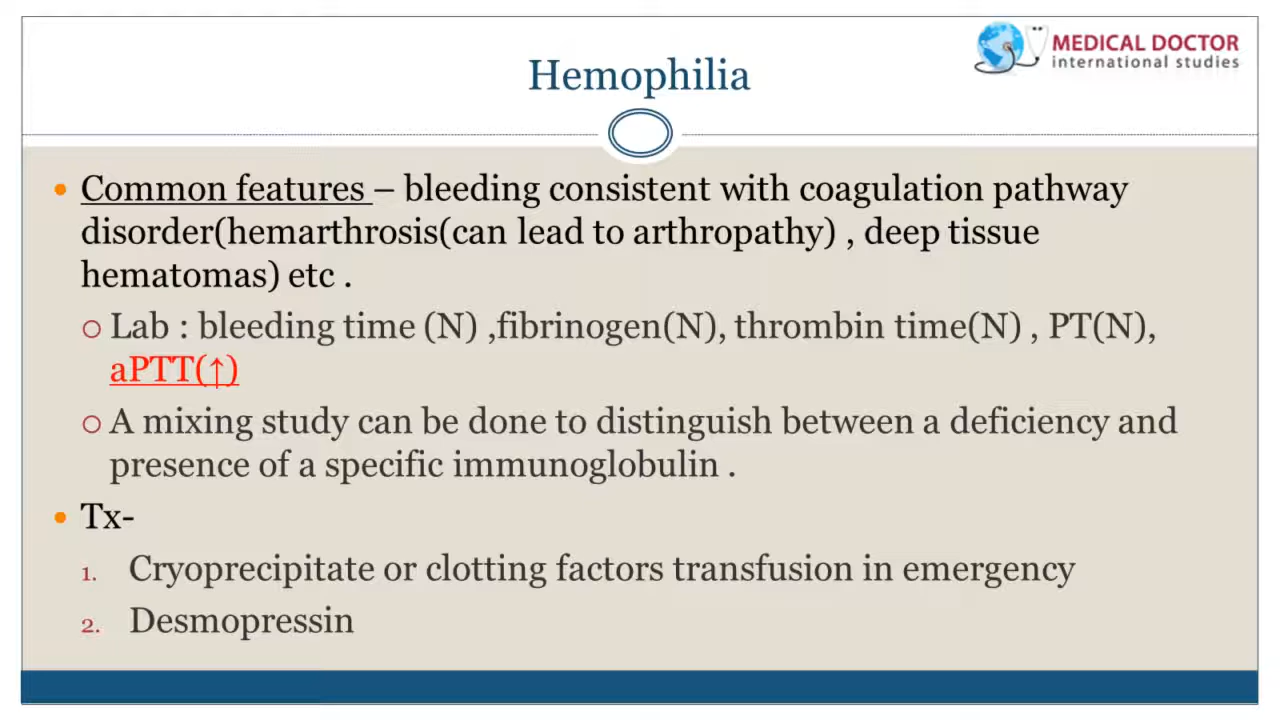 MEDICAL DOCTOR
international studies
Hemophilia
• Common features – bleeding consistent with coagulation pathway
disorder(hemarthrosis(can lead to arthropathy) , deep tissue
hematomas) etc .
○ Lab : bleeding time (N) ,fibrinogen(N), thrombin time(N) , PT(N),
aPTT(↑)
○ A mixing study can be done to distinguish between a deficiency and
presence of a specific immunoglobulin .
• Tx-
1. Cryoprecipitate or clotting factors transfusion in emergency
2. Desmopressin